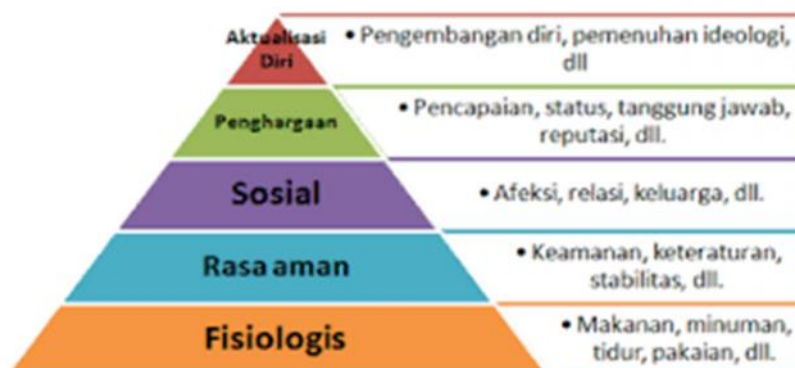 Aktualisasi
Diri
• Pengembangan diri, pemenuhan ideologi,
dll
Penghargaan
• Pencapaian, status, tanggung jawab,
reputasi, dll.
Sosial
• Afeksi, relasi, keluarga, dll.
Rasa aman
• Keamanan, keteraturan,
stabilitas, dll.
Fisiologis
• Makanan, minuman,
tidur, pakaian, dll.